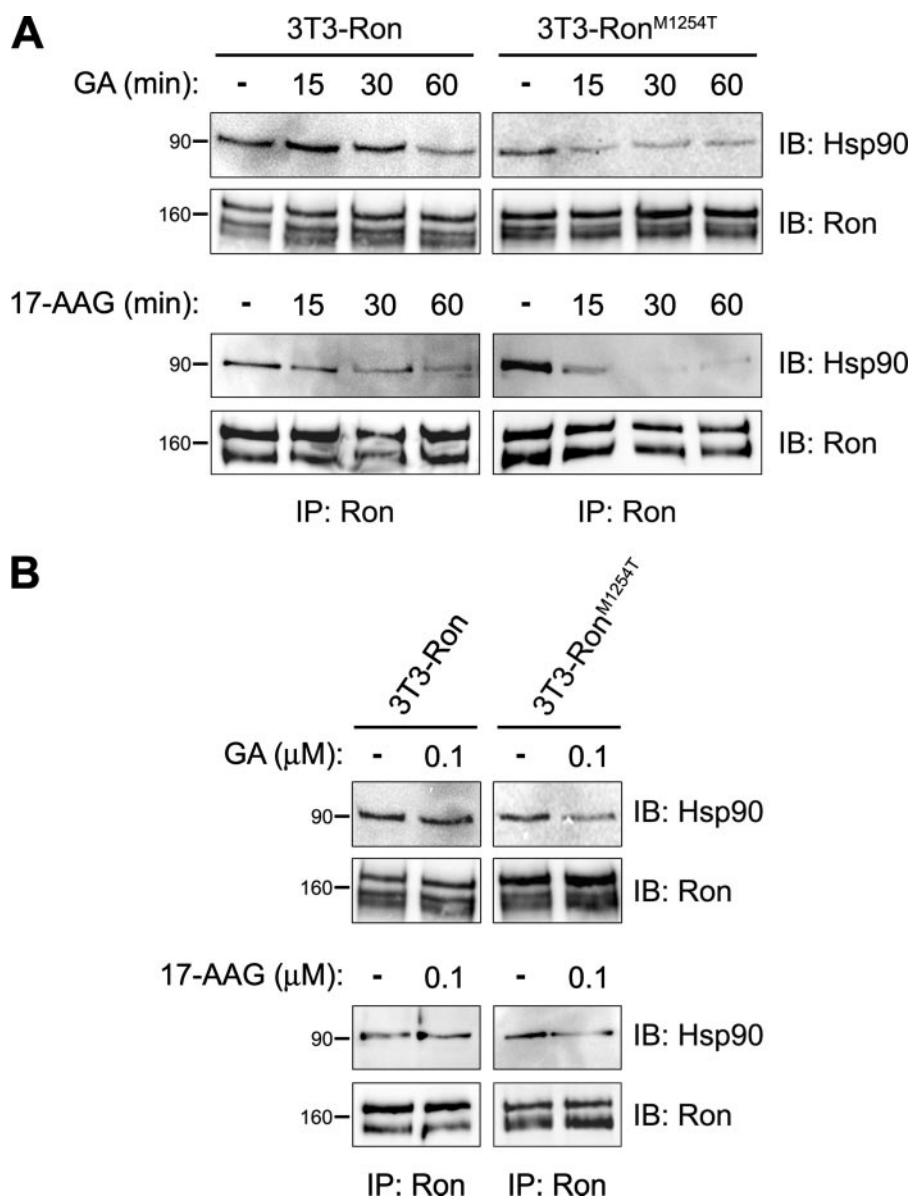 A
3T3-Ron 3T3-Ron^M1254T
GA (min): - 15 30 60 - 15 30 60
90 IB: Hsp90
160 IB: Ron
17-AAG (min): - 15 30 60 - 15 30 60
90 IB: Hsp90
160 IB: Ron
IP: Ron IP: Ron
B
3T3-Ron 3T3-Ron^M1254T
GA (μM): - 0.1 - 0.1
90 IB: Hsp90
160 IB: Ron
17-AAG (μM): - 0.1 - 0.1
90 IB: Hsp90
160 IB: Ron
IP: Ron IP: Ron